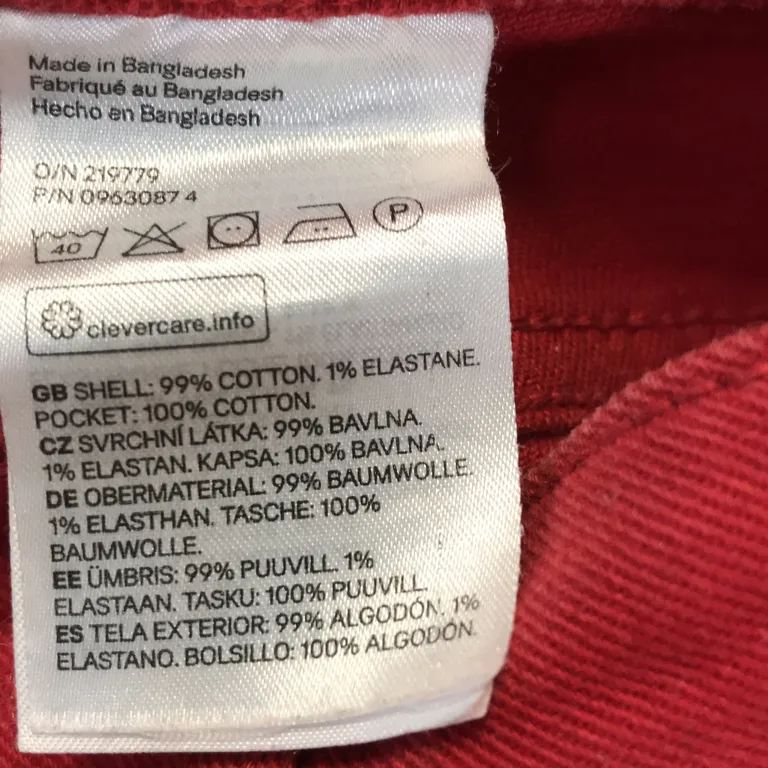 Made in Bangladesh
Fabriqué au Bangladesh
Hecho en Bangladesh
O/N 219779
P/N 0963087 4
40
P
clevercare.info
GB SHELL: 99% COTTON. 1% ELASTANE.
POCKET: 100% COTTON.
CZ SVRCHNÍ LÁTKA: 99% BAVLNA.
1% ELASTAN. KAPSA: 100% BAVLNA.
DE OBERMATERIAL: 99% BAUMWOLLE.
1% ELASTHAN. TASCHE: 100%
BAUMWOLLE.
EE ÜMBRIS: 99% PUUVILL. 1%
ELASTAAN. TASKU: 100% PUUVILL.
ES TELA EXTERIOR: 99% ALGODÓN. 1%
ELASTANO. BOLSILLO: 100% ALGODÓN.